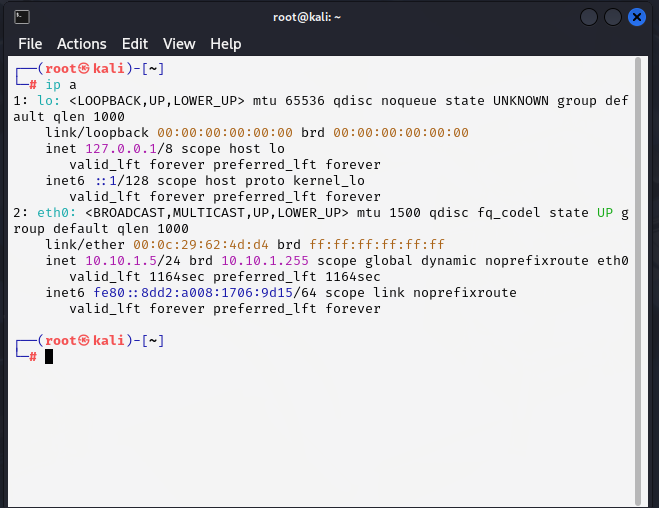 root@kali: ~
File Actions Edit View Help
┌──(root㉿kali)-[~]
└─# ip a
1: lo: <LOOPBACK,UP,LOWER_UP> mtu 65536 qdisc noqueue state UNKNOWN group def
ault qlen 1000
    link/loopback 00:00:00:00:00:00 brd 00:00:00:00:00:00
    inet 127.0.0.1/8 scope host lo
       valid_lft forever preferred_lft forever
    inet6 ::1/128 scope host proto kernel_lo
       valid_lft forever preferred_lft forever
2: eth0: <BROADCAST,MULTICAST,UP,LOWER_UP> mtu 1500 qdisc fq_codel state UP g
roup default qlen 1000
    link/ether 00:0c:29:62:4d:d4 brd ff:ff:ff:ff:ff:ff
    inet 10.10.1.5/24 brd 10.10.1.255 scope global dynamic noprefixroute eth0
       valid_lft 1164sec preferred_lft 1164sec
    inet6 fe80::8dd2:a008:1706:9d15/64 scope link noprefixroute
       valid_lft forever preferred_lft forever
┌──(root㉿kali)-[~]
└─#